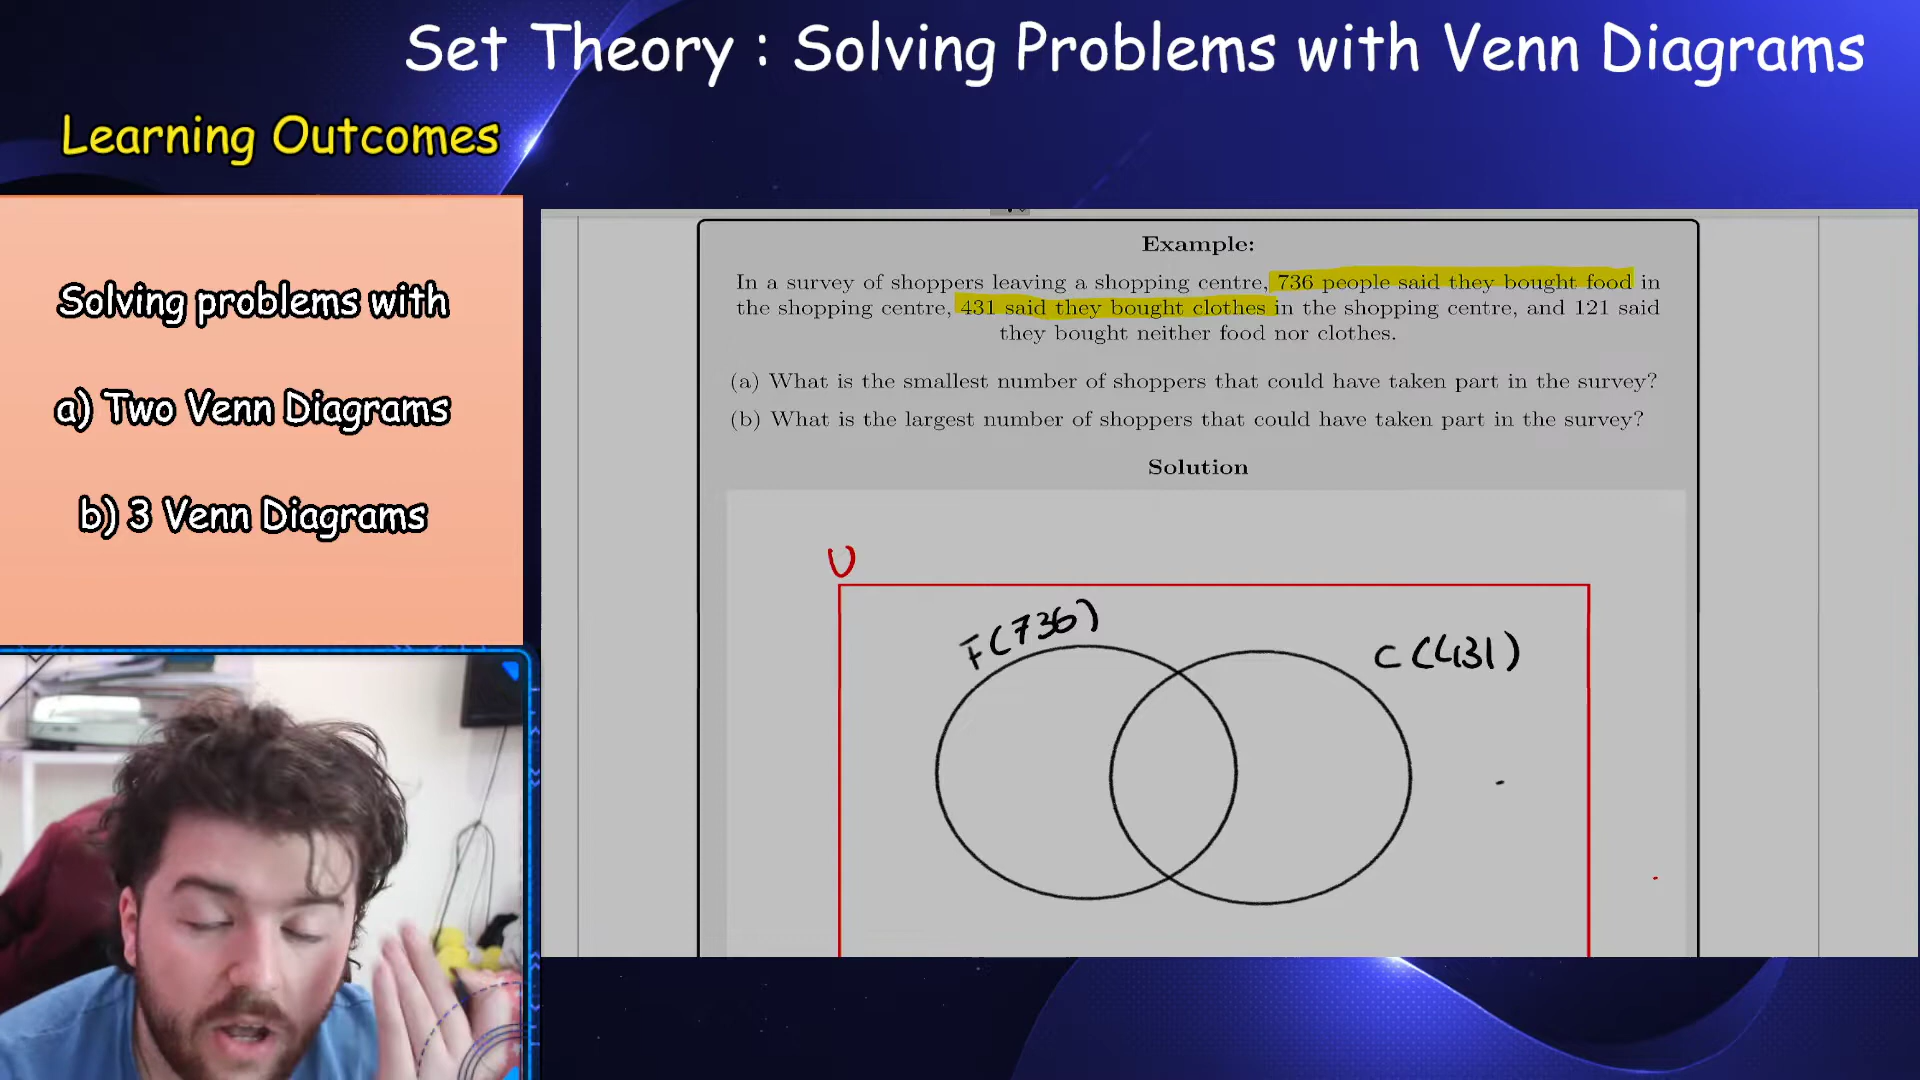 Set Theory : Solving Problems with Venn Diagrams
Learning Outcomes
Solving problems with
a) Two Venn Diagrams
b) 3 Venn Diagrams
Example:
In a survey of shoppers leaving a shopping centre, 736 people said they bought food in
the shopping centre, 431 said they bought clothes in the shopping centre, and 121 said
they bought neither food nor clothes.
(a) What is the smallest number of shoppers that could have taken part in the survey?
(b) What is the largest number of shoppers that could have taken part in the survey?
Solution
U
F(736)
C(431)